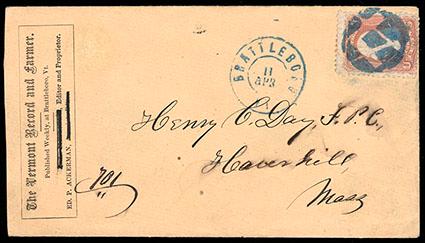 The Vermont Record and Farmer.
Published Weekly, at Brattleboro, Vt.
Editor and Proprietor.
ED. P. ACKERMAN,
BRATTLEBORO
11
APR
Henry C. Day, F.P.C,
Haverhill,
Mass
701
"